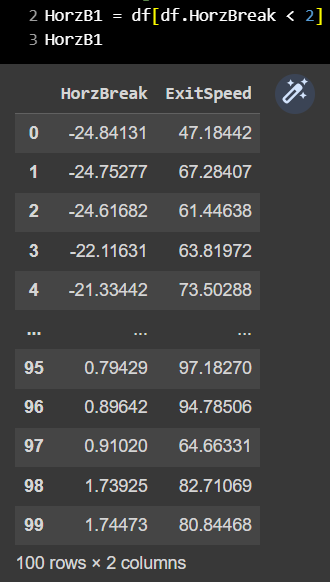 2 HorzB1 = df[df.HorzBreak < 2]
3 HorzB1
HorzBreak ExitSpeed
0 -24.84131 47.18442
1 -24.75277 67.28407
2 -24.61682 61.44638
3 -22.11631 63.81972
4 -21.33442 73.50288
... ... ...
95 0.79429 97.18270
96 0.89642 94.78506
97 0.91020 64.66331
98 1.73925 82.71069
99 1.74473 80.84468
100 rows × 2 columns